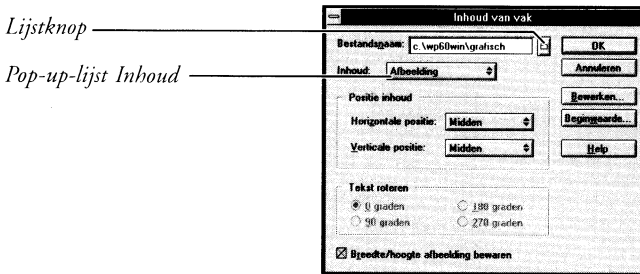 Lijstknop
Pop-up-lijst Inhoud
Inhoud van vak
Bestandsnaam: c:\wp60win\grafisch
OK
Inhoud: Afbeelding
Annuleren
Positie inhoud
Bewerken...
Horizontale positie: Midden
Beginwaarde...
Verticale positie: Midden
Help
Tekst roteren
0 graden 180 graden
90 graden 270 graden
Breedte/hoogte afbeelding bewaren